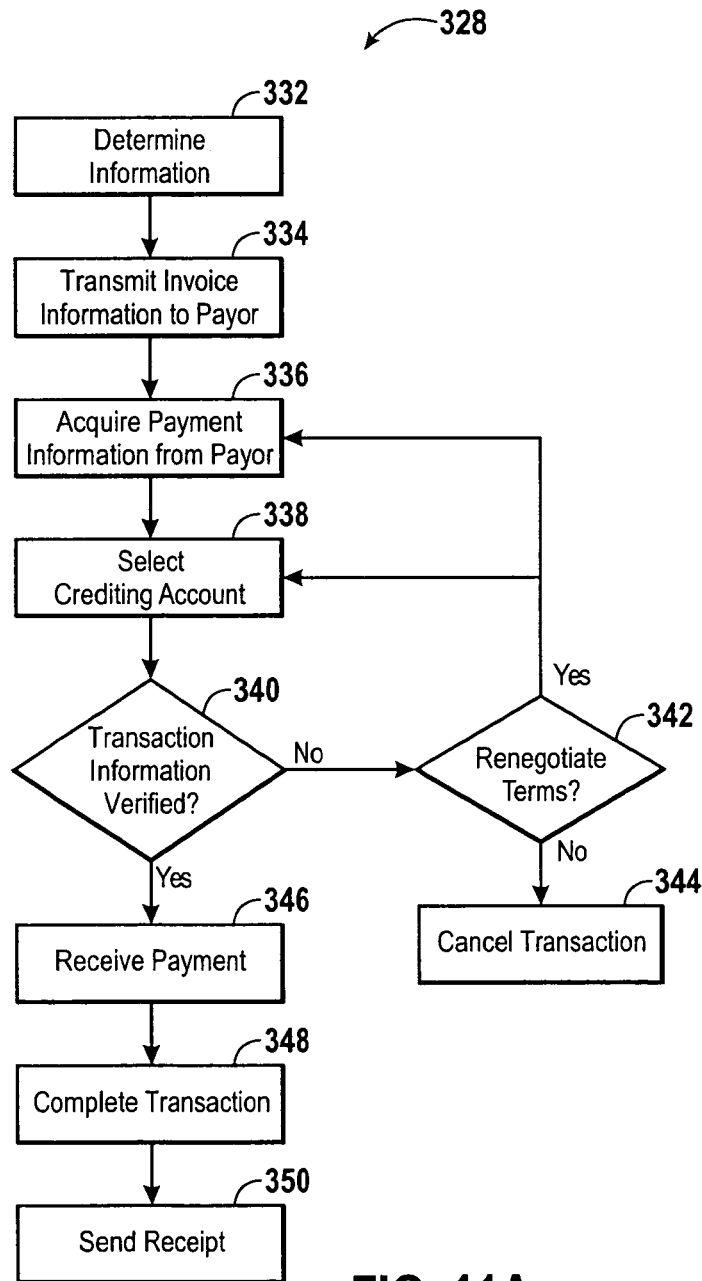 328
332
Determine
Information
334
Transmit Invoice
Information to Payor
336
Acquire Payment
Information from Payor
338
Select
Crediting Account
340
Transaction
Information
Verified?
No
Yes
342
Renegotiate
Terms?
Yes
No
344
Cancel Transaction
346
Receive Payment
348
Complete Transaction
350
Send Receipt
FIG. 11A